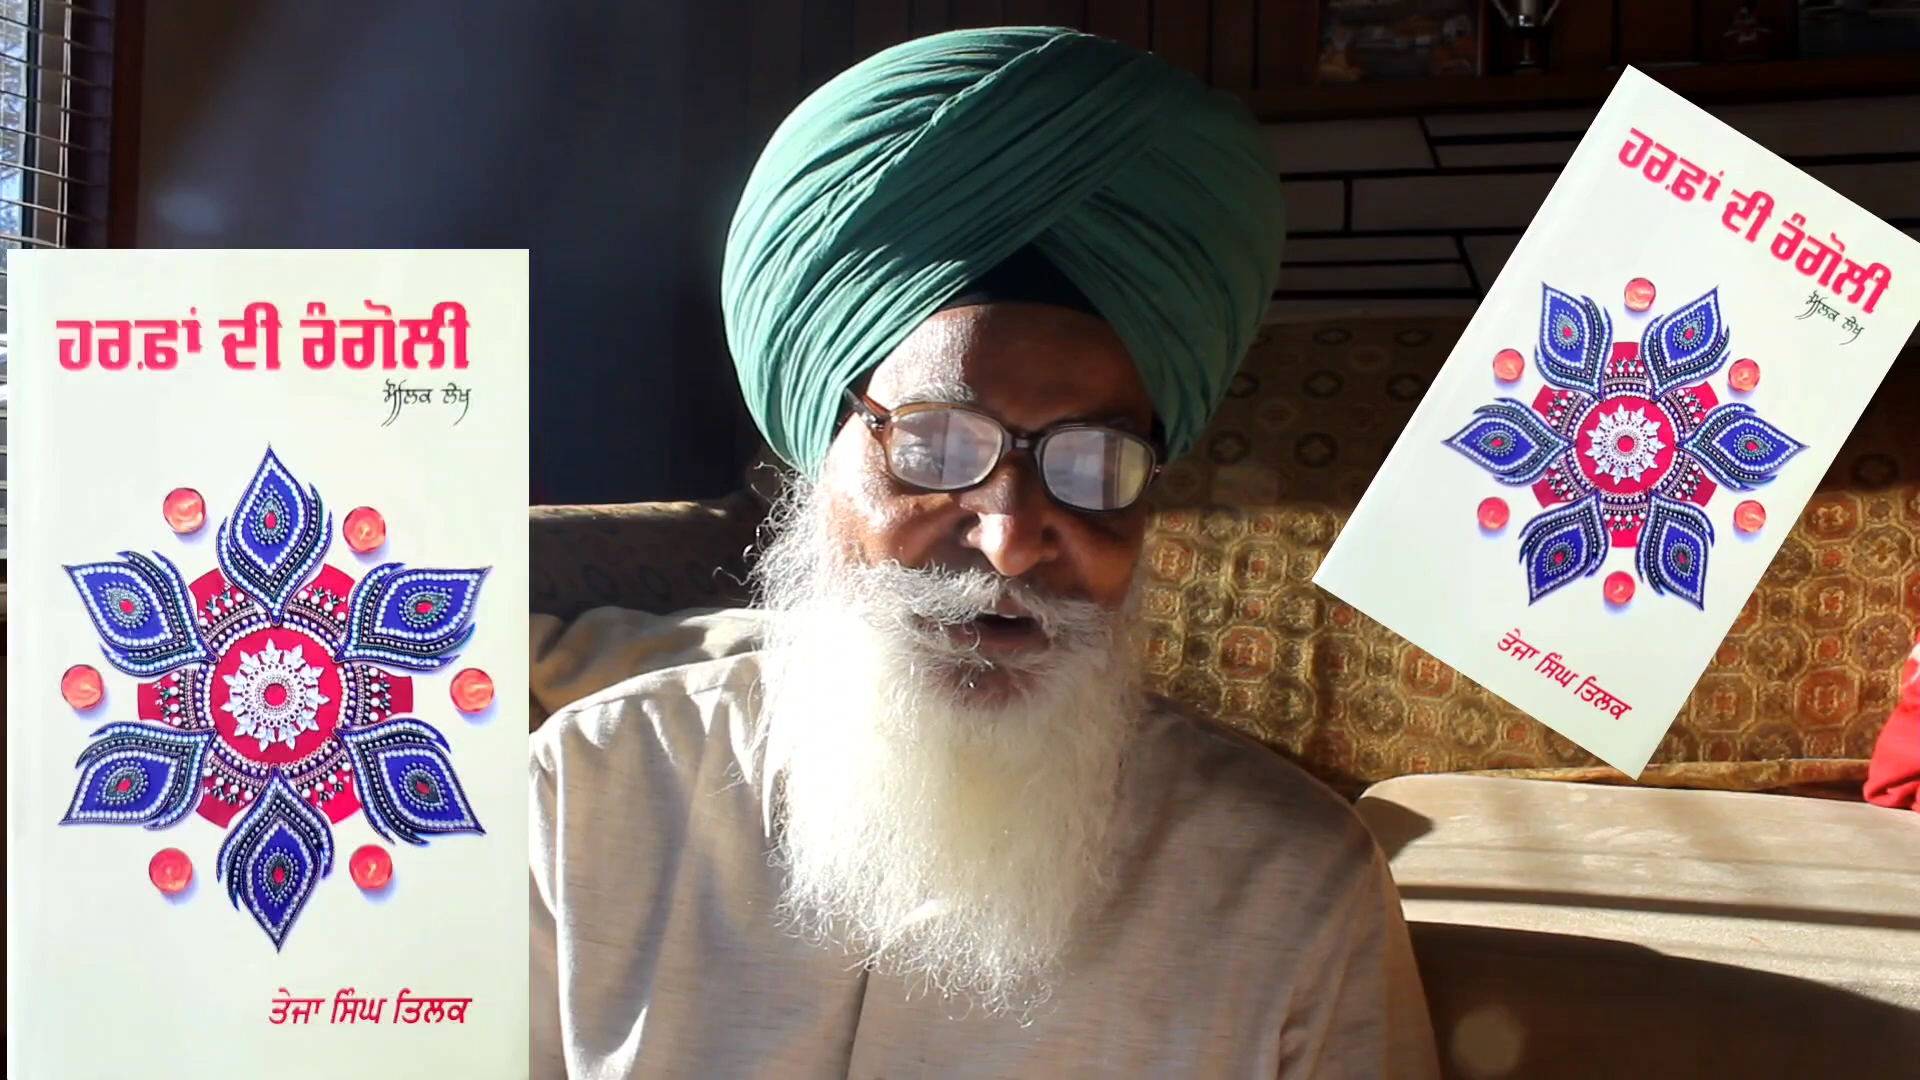 ਹਰਫ਼ਾਂ ਦੀ ਰੰਗੋਲੀ
ਮੌਲਿਕ ਲੇਖ
ਤੇਜਾ ਸਿੰਘ ਤਿਲਕ
ਹਰਫ਼ਾਂ ਦੀ ਰੰਗੋਲੀ
ਮੌਲਿਕ ਲੇਖ
ਤੇਜਾ ਸਿੰਘ ਤਿਲਕ